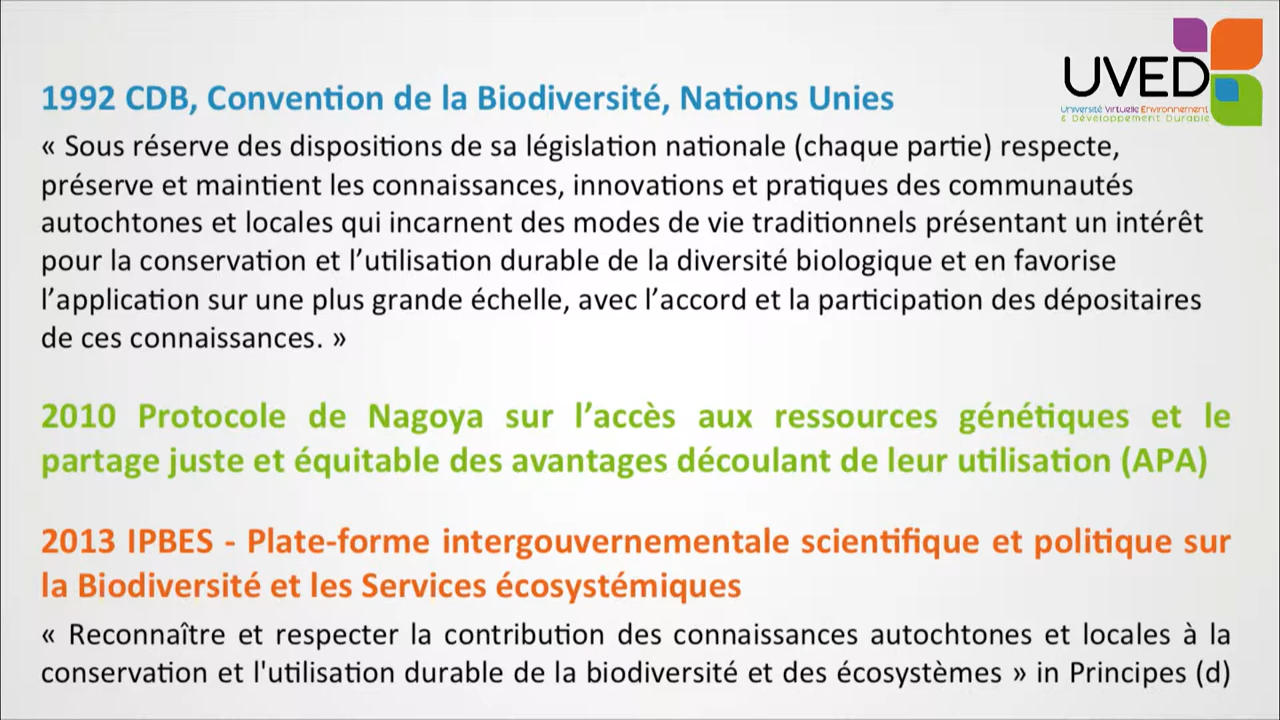 UVED
Université Virtuelle Environnement
& Développement Durable
1992 CDB, Convention de la Biodiversité, Nations Unies
« Sous réserve des dispositions de sa législation nationale (chaque partie) respecte,
préserve et maintient les connaissances, innovations et pratiques des communautés
autochtones et locales qui incarnent des modes de vie traditionnels présentant un intérêt
pour la conservation et l’utilisation durable de la diversité biologique et en favorise
l’application sur une plus grande échelle, avec l’accord et la participation des dépositaires
de ces connaissances. »
2010 Protocole de Nagoya sur l’accès aux ressources génétiques et le
partage juste et équitable des avantages découlant de leur utilisation (APA)
2013 IPBES - Plate-forme intergouvernementale scientifique et politique sur
la Biodiversité et les Services écosystémiques
« Reconnaître et respecter la contribution des connaissances autochtones et locales à la
conservation et l'utilisation durable de la biodiversité et des écosystèmes » in Principes (d)